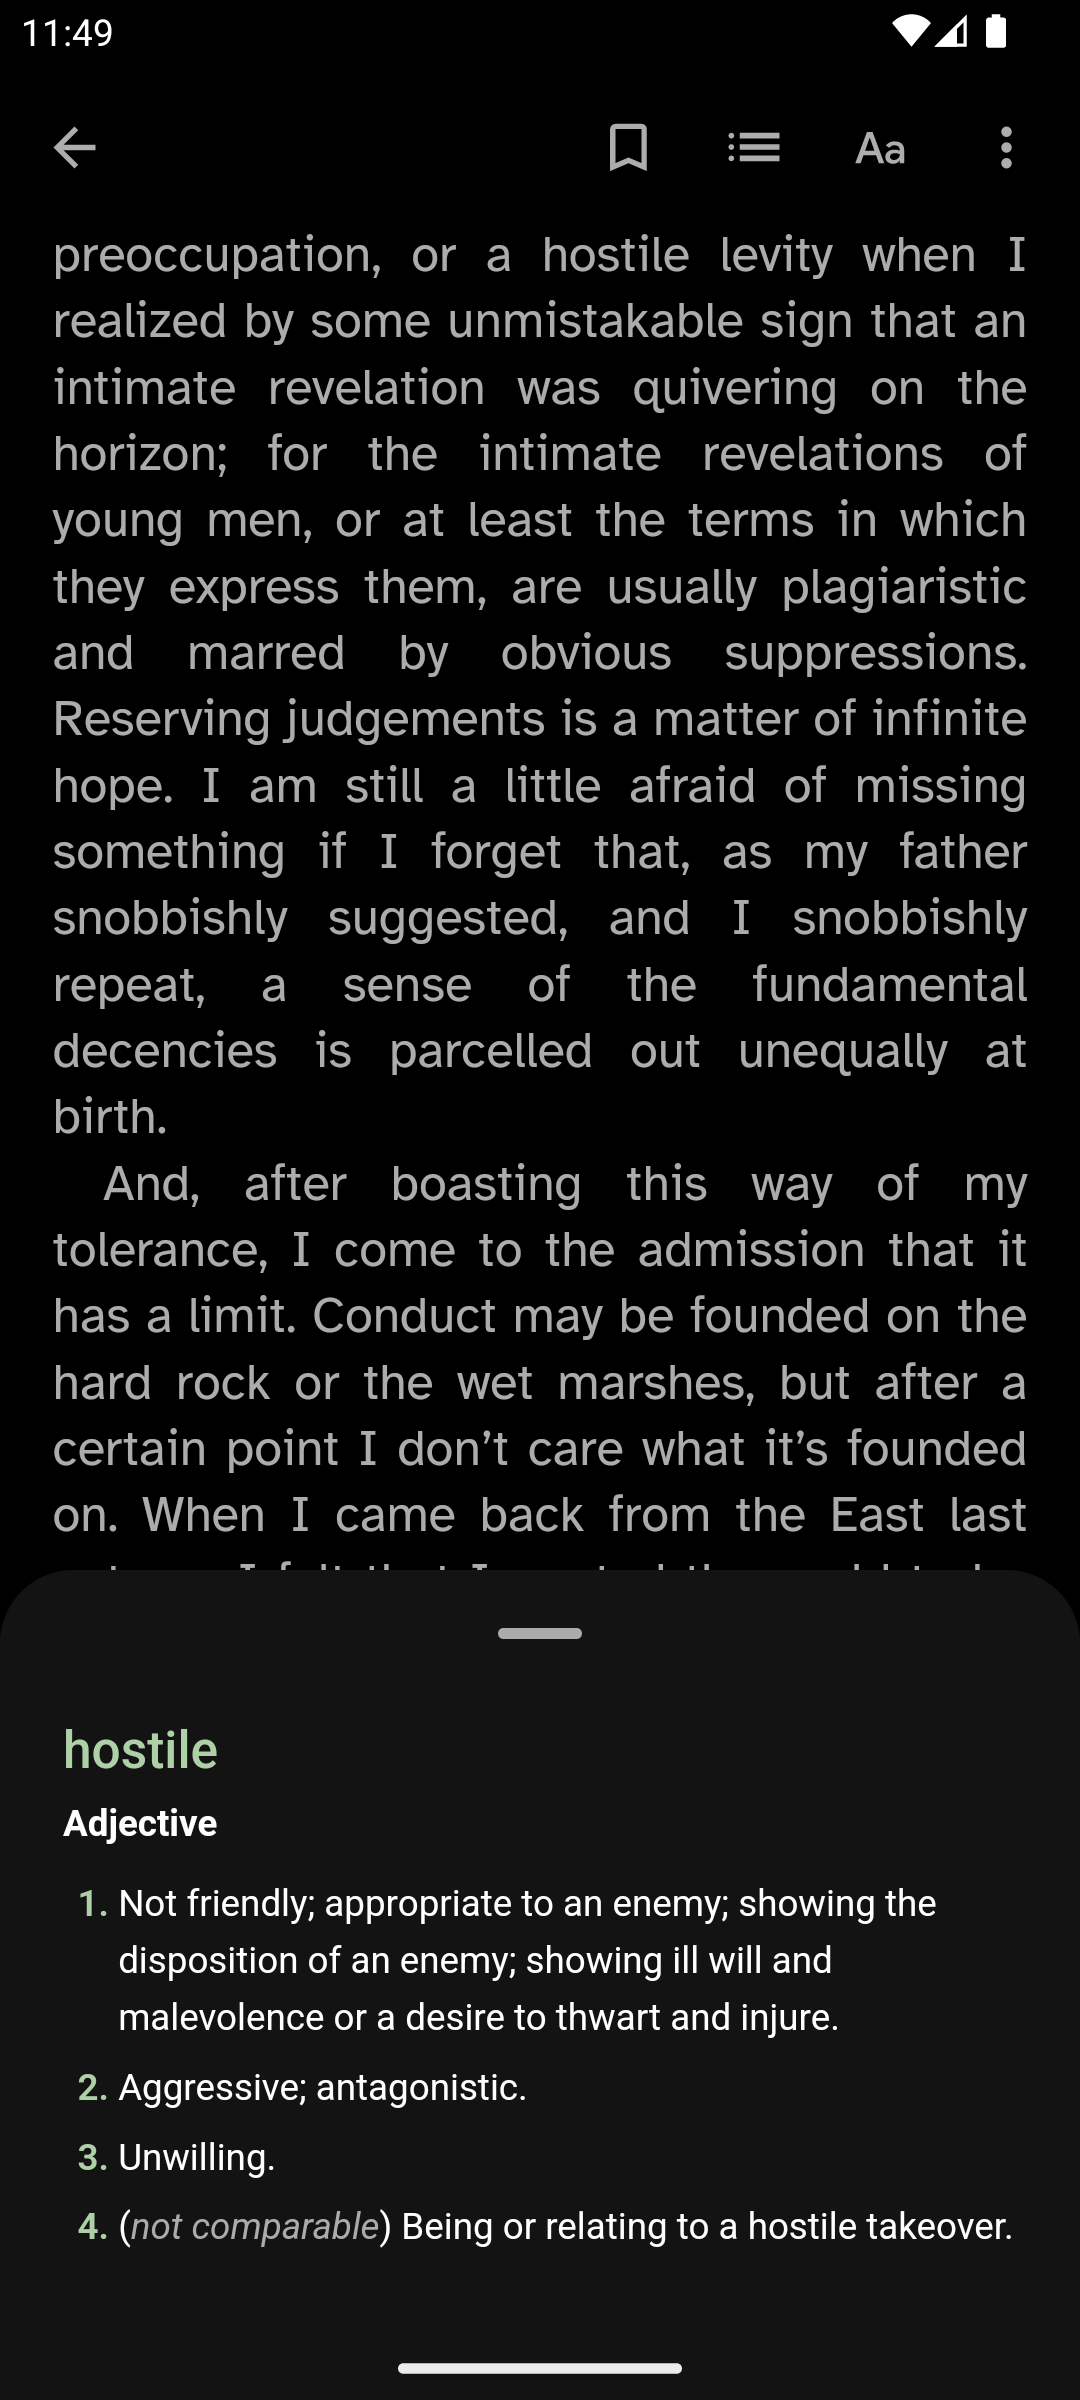 11:49
Aa
preoccupation, or a hostile levity when I
realized by some unmistakable sign that an
intimate revelation was quivering on the
horizon; for the intimate revelations of
young men, or at least the terms in which
they express them, are usually plagiaristic
and marred by obvious suppressions.
Reserving judgements is a matter of infinite
hope. I am still a little afraid of missing
something if I forget that, as my father
snobbishly suggested, and I snobbishly
repeat, a sense of the fundamental
decencies is parcelled out unequally at
birth.
And, after boasting this way of my
tolerance, I come to the admission that it
has a limit. Conduct may be founded on the
hard rock or the wet marshes, but after a
certain point I don’t care what it’s founded
on. When I came back from the East last
hostile
Adjective
1. Not friendly; appropriate to an enemy; showing the
disposition of an enemy; showing ill will and
malevolence or a desire to thwart and injure.
2. Aggressive; antagonistic.
3. Unwilling.
4. (not comparable) Being or relating to a hostile takeover.